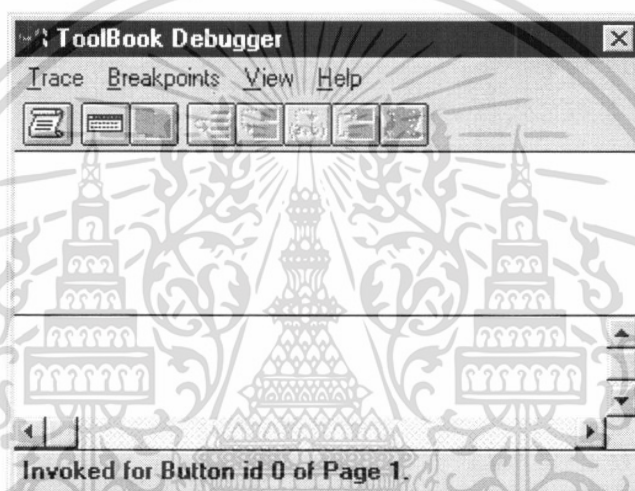 ToolBook Debugger
Trace Breakpoints View Help
Invoked for Button id 0 of Page 1.